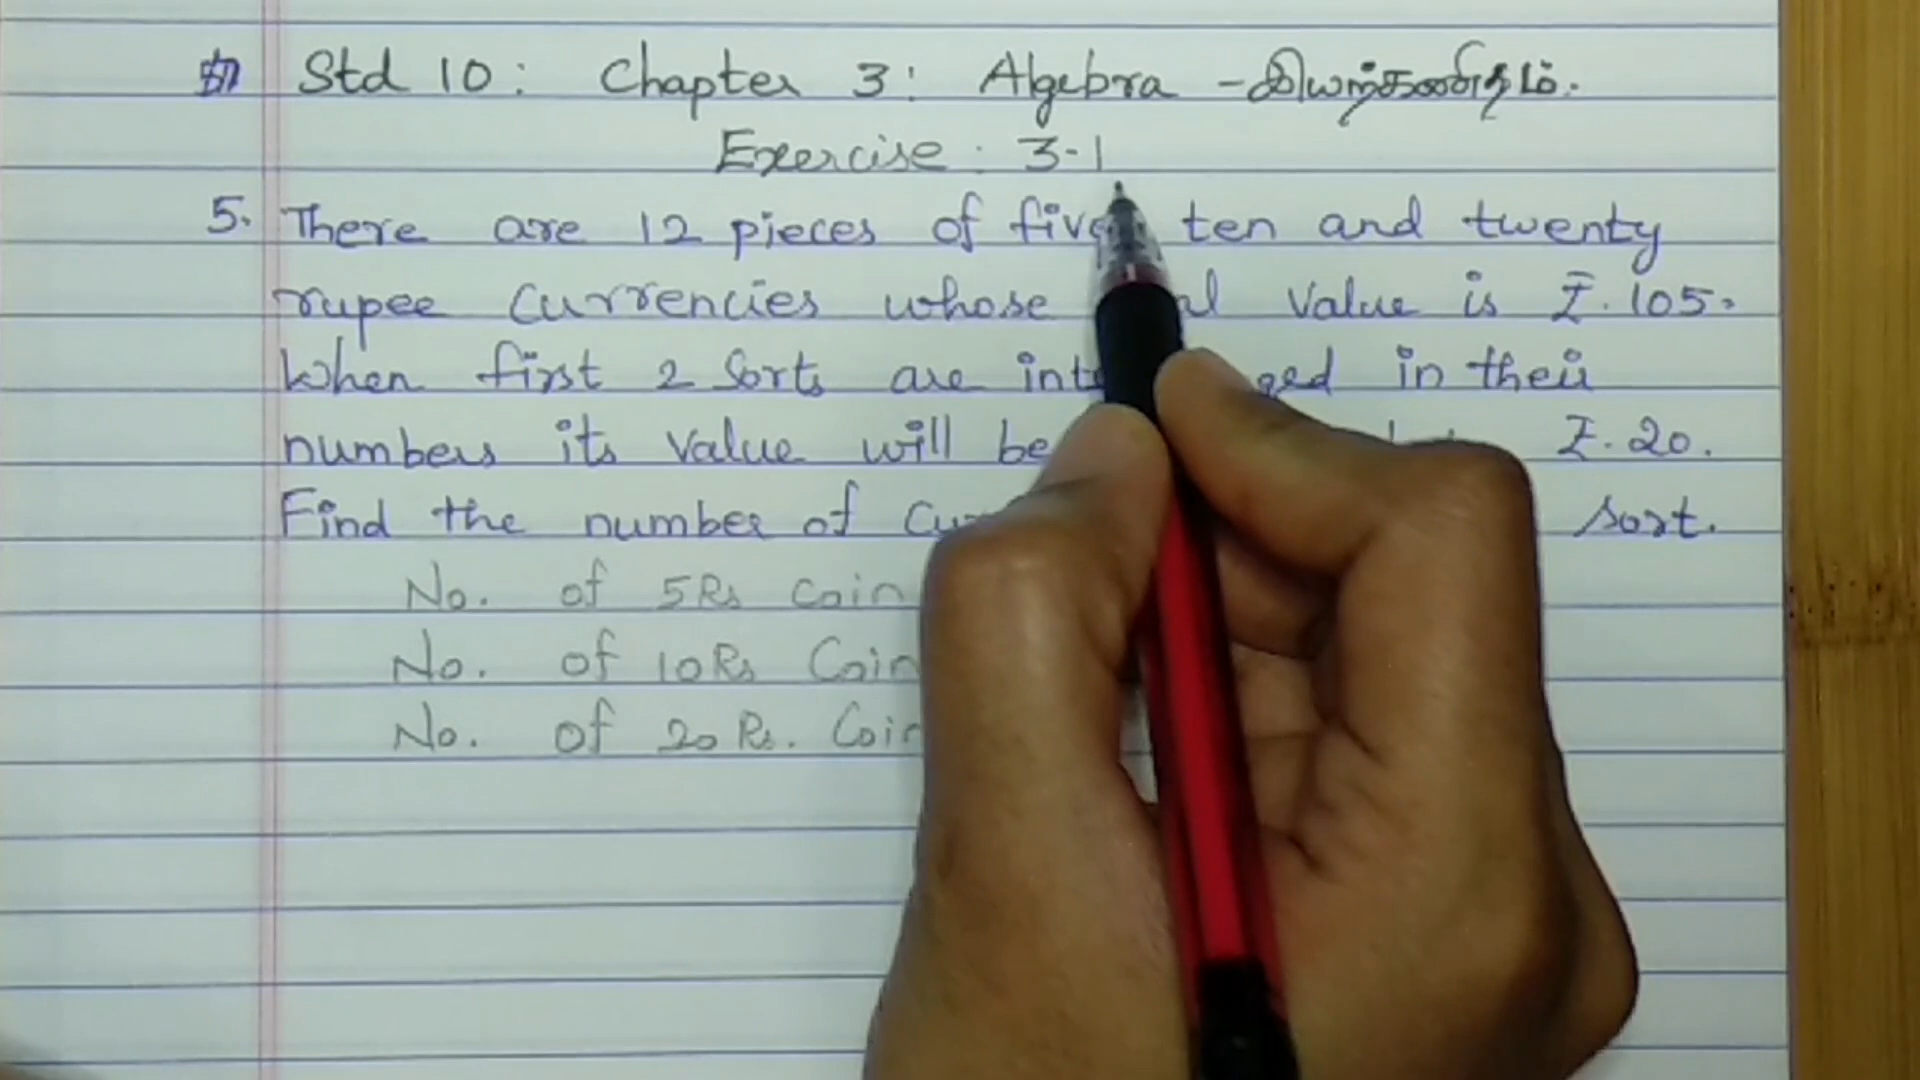 Std 10: Chapter 3: Algebra - இயற்கணிதம்.
Exercise: 3.1
5. There are 12 pieces of five ten and twenty
rupee currencies whose value is ₹.105.
When first 2 sorts are in their
numbers its value will be ₹.20.
Find the number of sort.
No. of 5Rs Coin
No. of 10Rs Coin
No. of 20 Rs. Coin